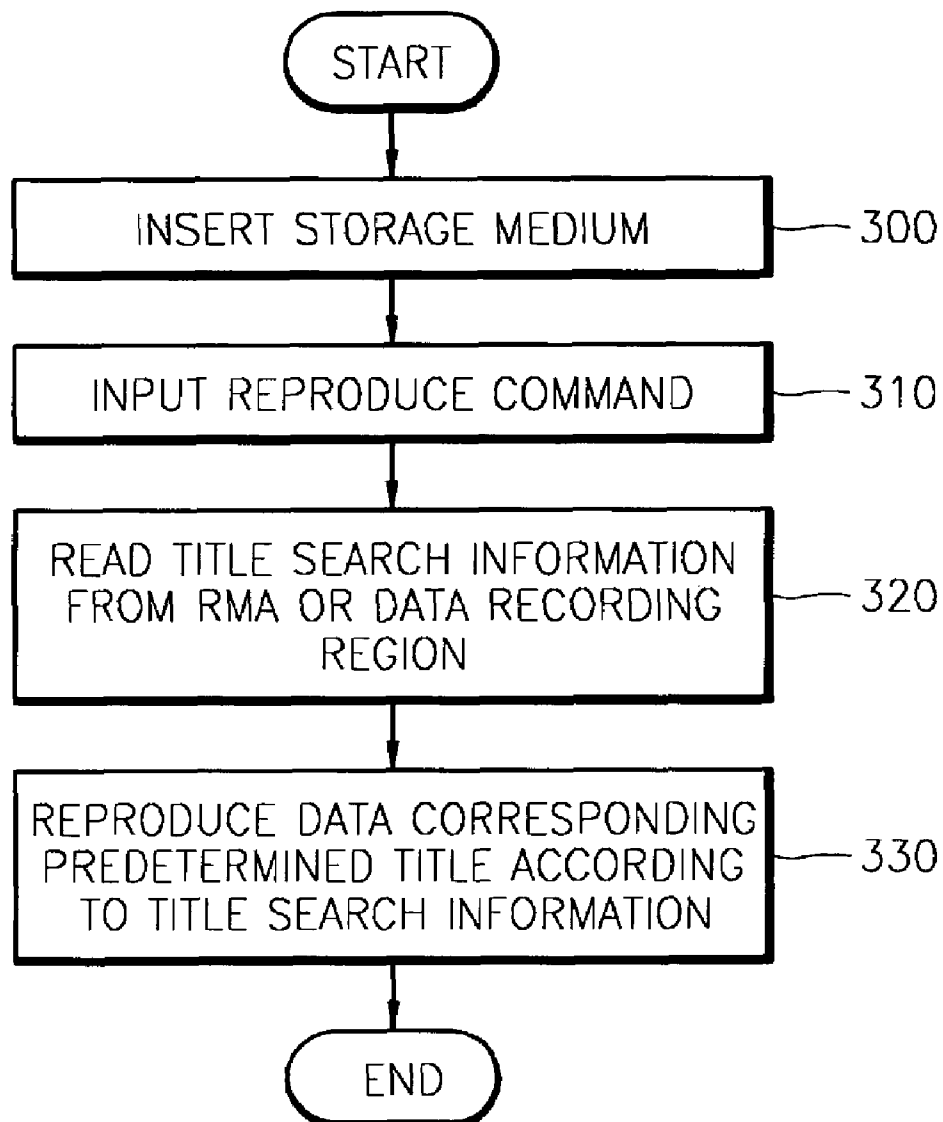 START
INSERT STORAGE MEDIUM
300
INPUT REPRODUCE COMMAND
310
READ TITLE SEARCH INFORMATION
FROM RMA OR DATA RECORDING
REGION
320
REPRODUCE DATA CORRESPONDING
PREDETERMINED TITLE ACCORDING
TO TITLE SEARCH INFORMATION
330
END